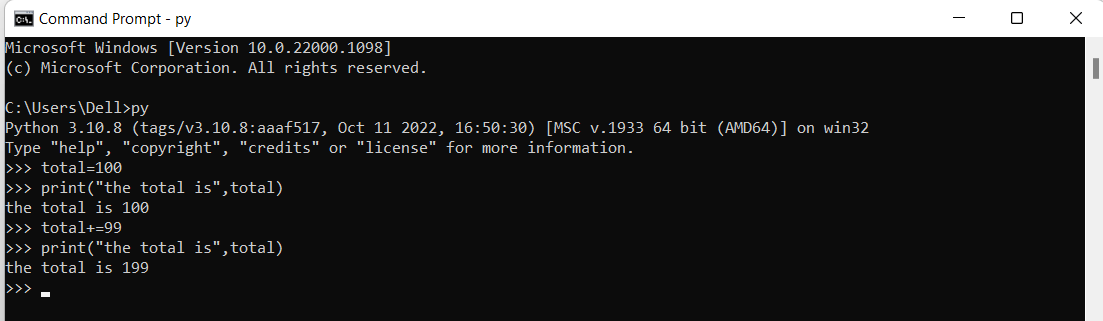 Command Prompt - py
Microsoft Windows [Version 10.0.22000.1098]
(c) Microsoft Corporation. All rights reserved.
C:\Users\Dell>py
Python 3.10.8 (tags/v3.10.8:aaaf517, Oct 11 2022, 16:50:30) [MSC v.1933 64 bit (AMD64)] on win32
Type "help", "copyright", "credits" or "license" for more information.
>>> total=100
>>> print("the total is",total)
the total is 100
>>> total+=99
>>> print("the total is",total)
the total is 199
>>>